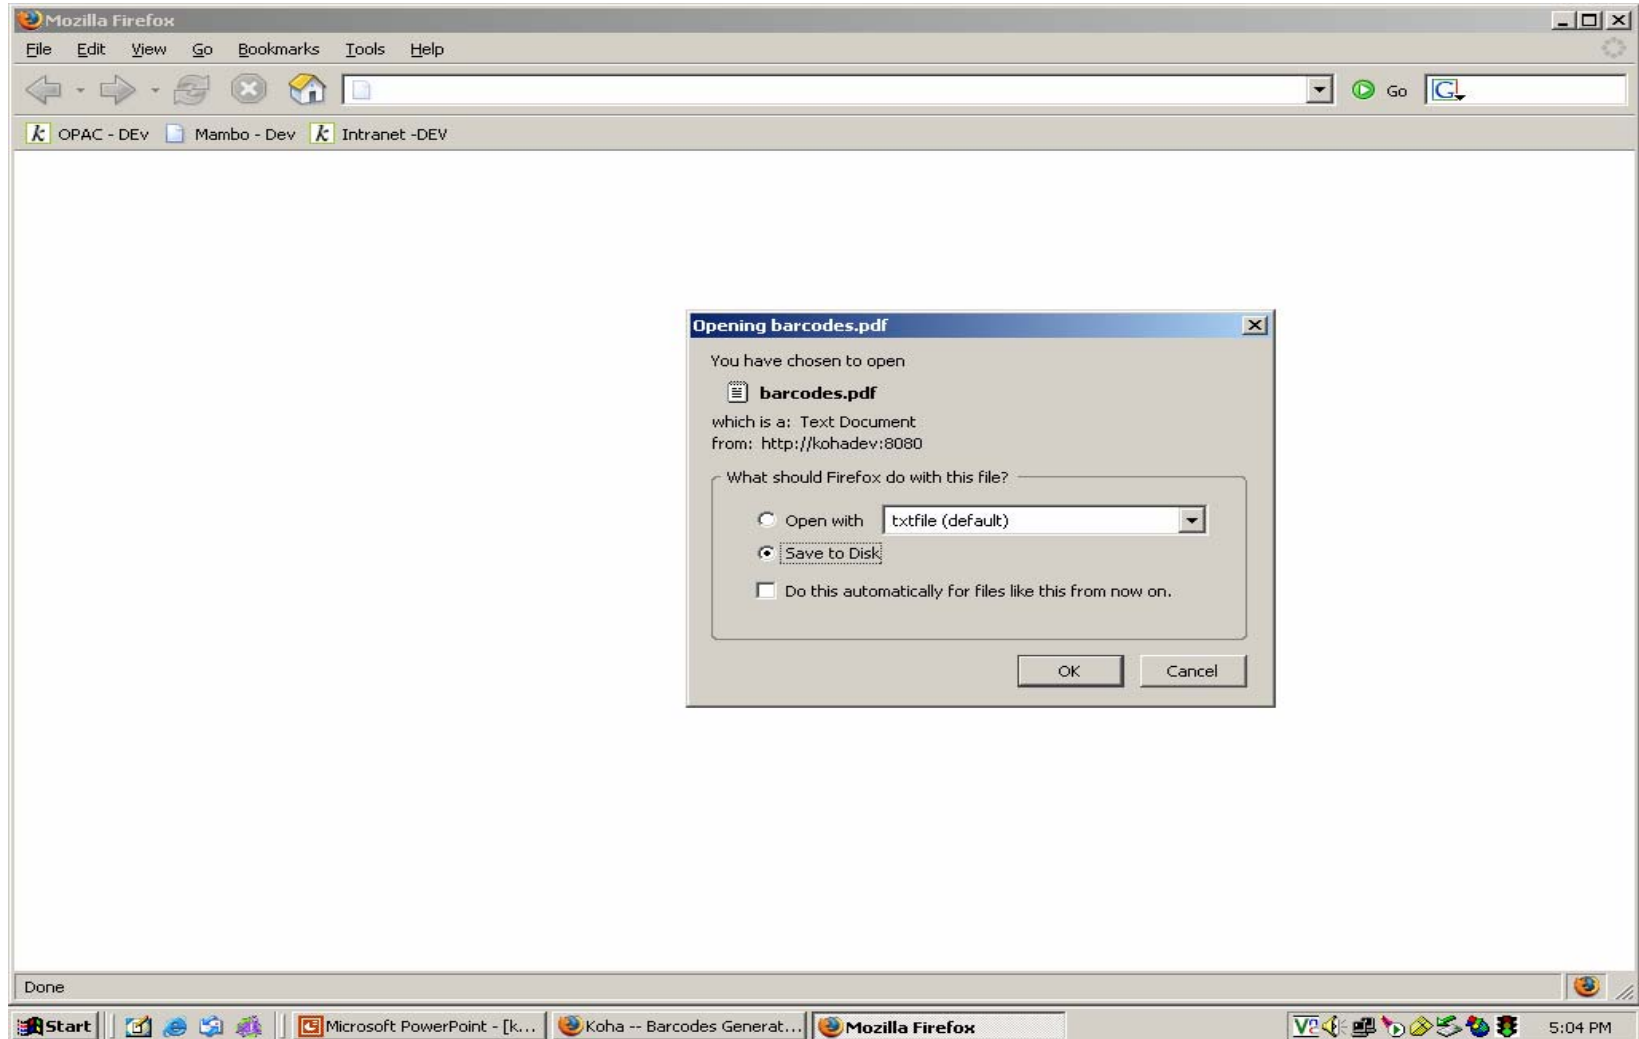 Mozilla Firefox
File Edit View Go Bookmarks Tools Help
Go G
k OPAC - DEv Mambo - Dev k Intranet -DEV
Opening barcodes.pdf
You have chosen to open
barcodes.pdf
which is a: Text Document
from: http://kohadev:8080
What should Firefox do with this file?
Open with txtfile (default)
Save to Disk
Do this automatically for files like this from now on.
OK Cancel
Done
Start Microsoft PowerPoint - [k... Koha -- Barcodes Generat... Mozilla Firefox V2 5:04 PM